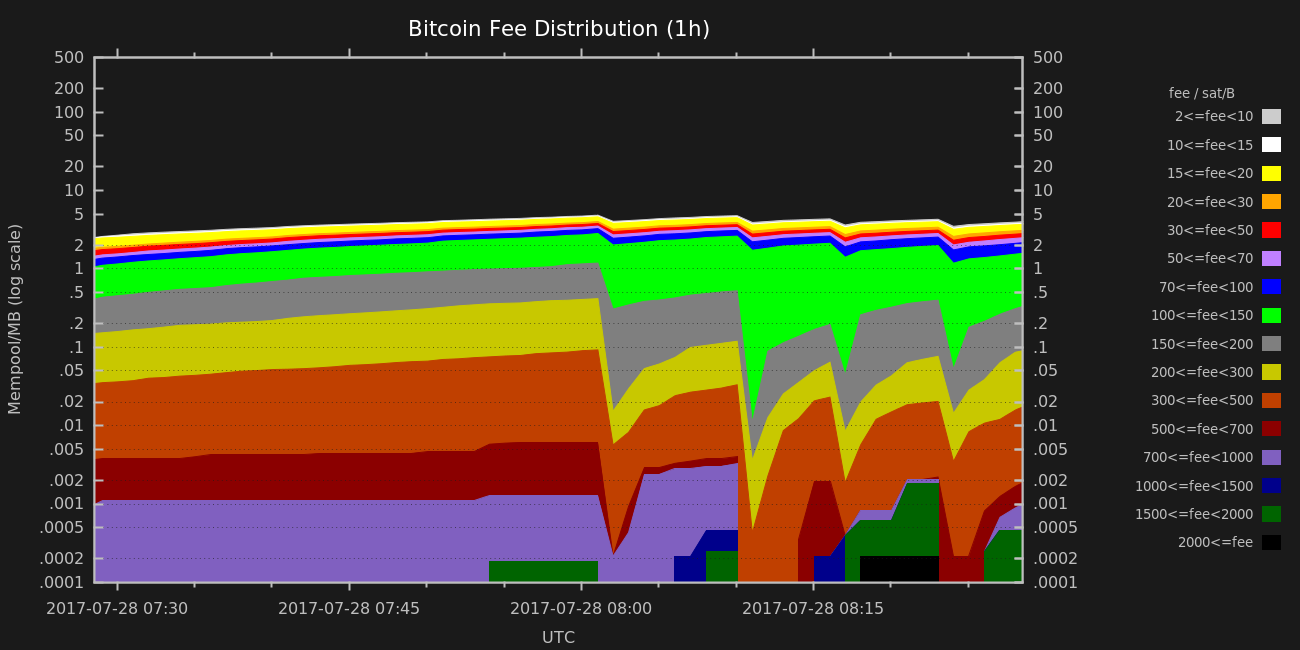 Bitcoin Fee Distribution (1h)
500
200
100
50
20
10
5
2
1
.5
.2
.1
.05
.02
.01
.005
.002
.001
.0005
.0002
.0001
Mempool/MB (log scale)
500
200
100
50
20
10
5
2
1
.5
.2
.1
.05
.02
.01
.005
.002
.001
.0005
.0002
.0001
2017-07-28 07:30
2017-07-28 07:45
2017-07-28 08:00
2017-07-28 08:15
UTC
fee / sat/B
2<=fee<10
10<=fee<15
15<=fee<20
20<=fee<30
30<=fee<50
50<=fee<70
70<=fee<100
100<=fee<150
150<=fee<200
200<=fee<300
300<=fee<500
500<=fee<700
700<=fee<1000
1000<=fee<1500
1500<=fee<2000
2000<=fee